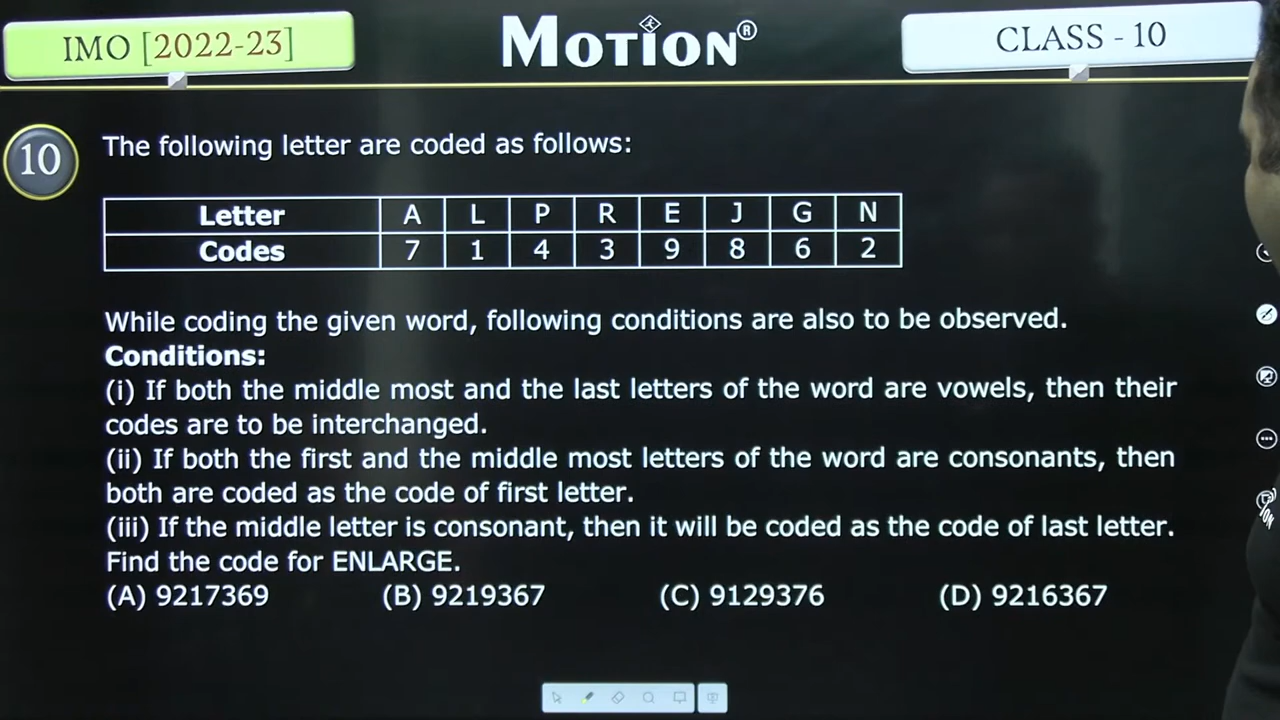 IMO [2022-23]
MOTION®
CLASS - 10
10
The following letter are coded as follows:
Letter A L P R E J G N
Codes 7 1 4 3 9 8 6 2
While coding the given word, following conditions are also to be observed.
Conditions:
(i) If both the middle most and the last letters of the word are vowels, then their
codes are to be interchanged.
(ii) If both the first and the middle most letters of the word are consonants, then
both are coded as the code of first letter.
(iii) If the middle letter is consonant, then it will be coded as the code of last letter.
Find the code for ENLARGE.
(A) 9217369 (B) 9219367 (C) 9129376 (D) 9216367